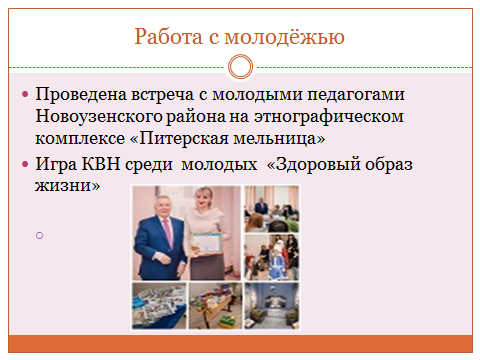 Работа с молодёжью
Проведена встреча с молодыми педагогами
Новоузенского района на этнографическом
комплексе «Питерская мельница»
Игра КВН среди молодых «Здоровый образ
жизни»